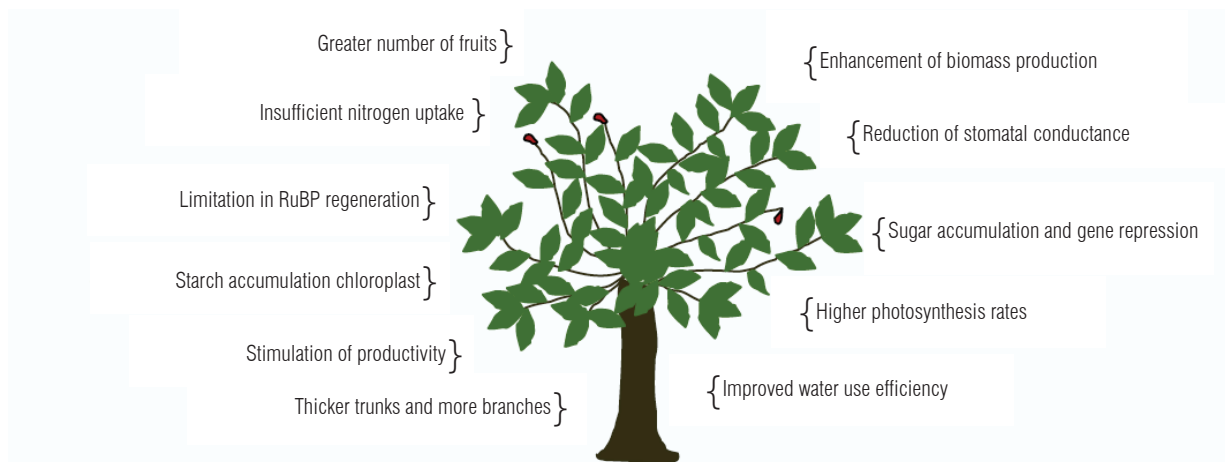 Greater number of fruits}
Insufficient nitrogen uptake}
Limitation in RuBP regeneration}
Starch accumulation chloroplast}
Stimulation of productivity}
Thicker trunks and more branches}
{Enhancement of biomass production
{Reduction of stomatal conductance
{Sugar accumulation and gene repression
{Higher photosynthesis rates
{Improved water use efficiency